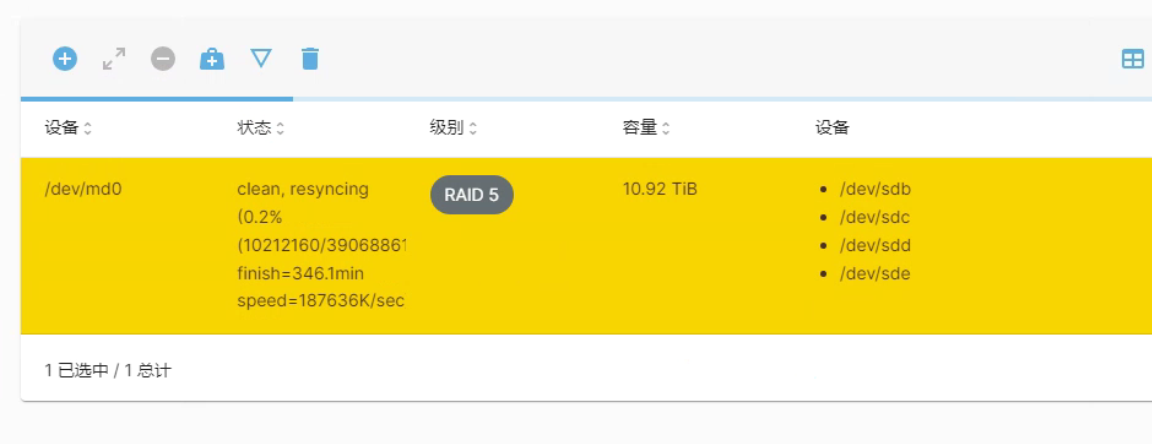 设备 状态 级别 容量 设备
/dev/md0 clean, resyncing RAID 5 10.92 TiB /dev/sdb
(0.2% /dev/sdc
(10212160/39068861 /dev/sdd
finish=346.1min /dev/sde
speed=187636K/sec
1 已选中 / 1 总计